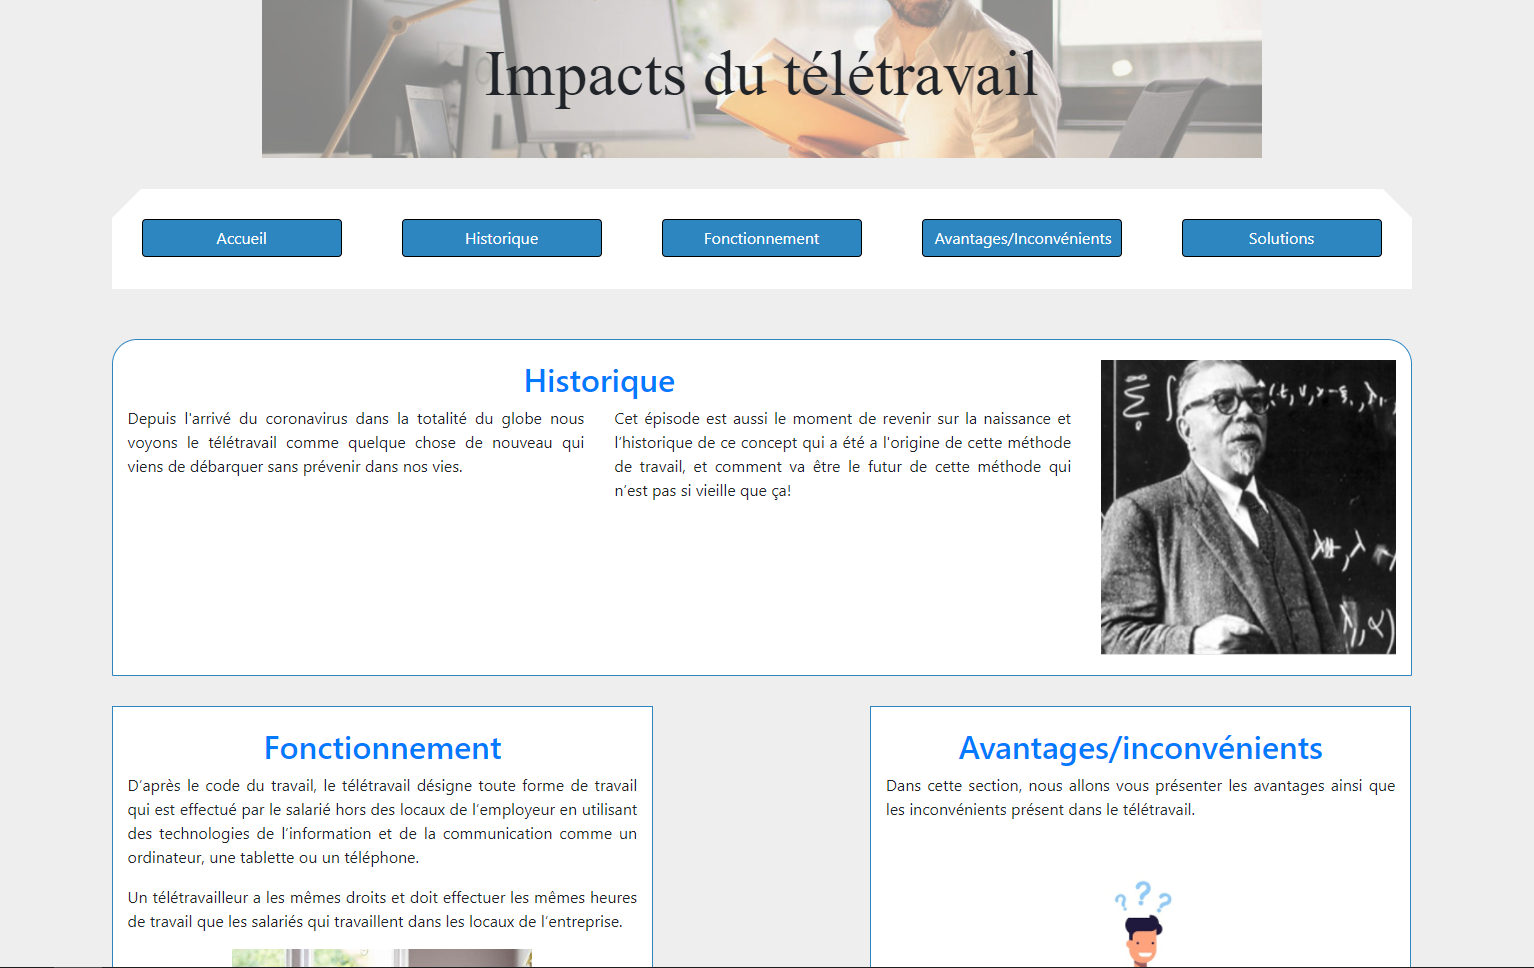 Impacts du télétravail
Accueil
Historique
Fonctionnement
Avantages/Inconvénients
Solutions
Historique
Depuis l'arrivé du coronavirus dans la totalité du globe nous
voyons le télétravail comme quelque chose de nouveau qui
viens de débarquer sans prévenir dans nos vies.
Cet épisode est aussi le moment de revenir sur la naissance et
l’historique de ce concept qui a été a l'origine de cette méthode
de travail, et comment va être le futur de cette méthode qui
n’est pas si vieille que ça!
Fonctionnement
D’après le code du travail, le télétravail désigne toute forme de travail
qui est effectué par le salarié hors des locaux de l’employeur en utilisant
des technologies de l’information et de la communication comme un
ordinateur, une tablette ou un téléphone.
Un télétravailleur a les mêmes droits et doit effectuer les mêmes heures
de travail que les salariés qui travaillent dans les locaux de l’entreprise.
Avantages/inconvénients
Dans cette section, nous allons vous présenter les avantages ainsi que
les inconvénients présent dans le télétravail.
? ? ?